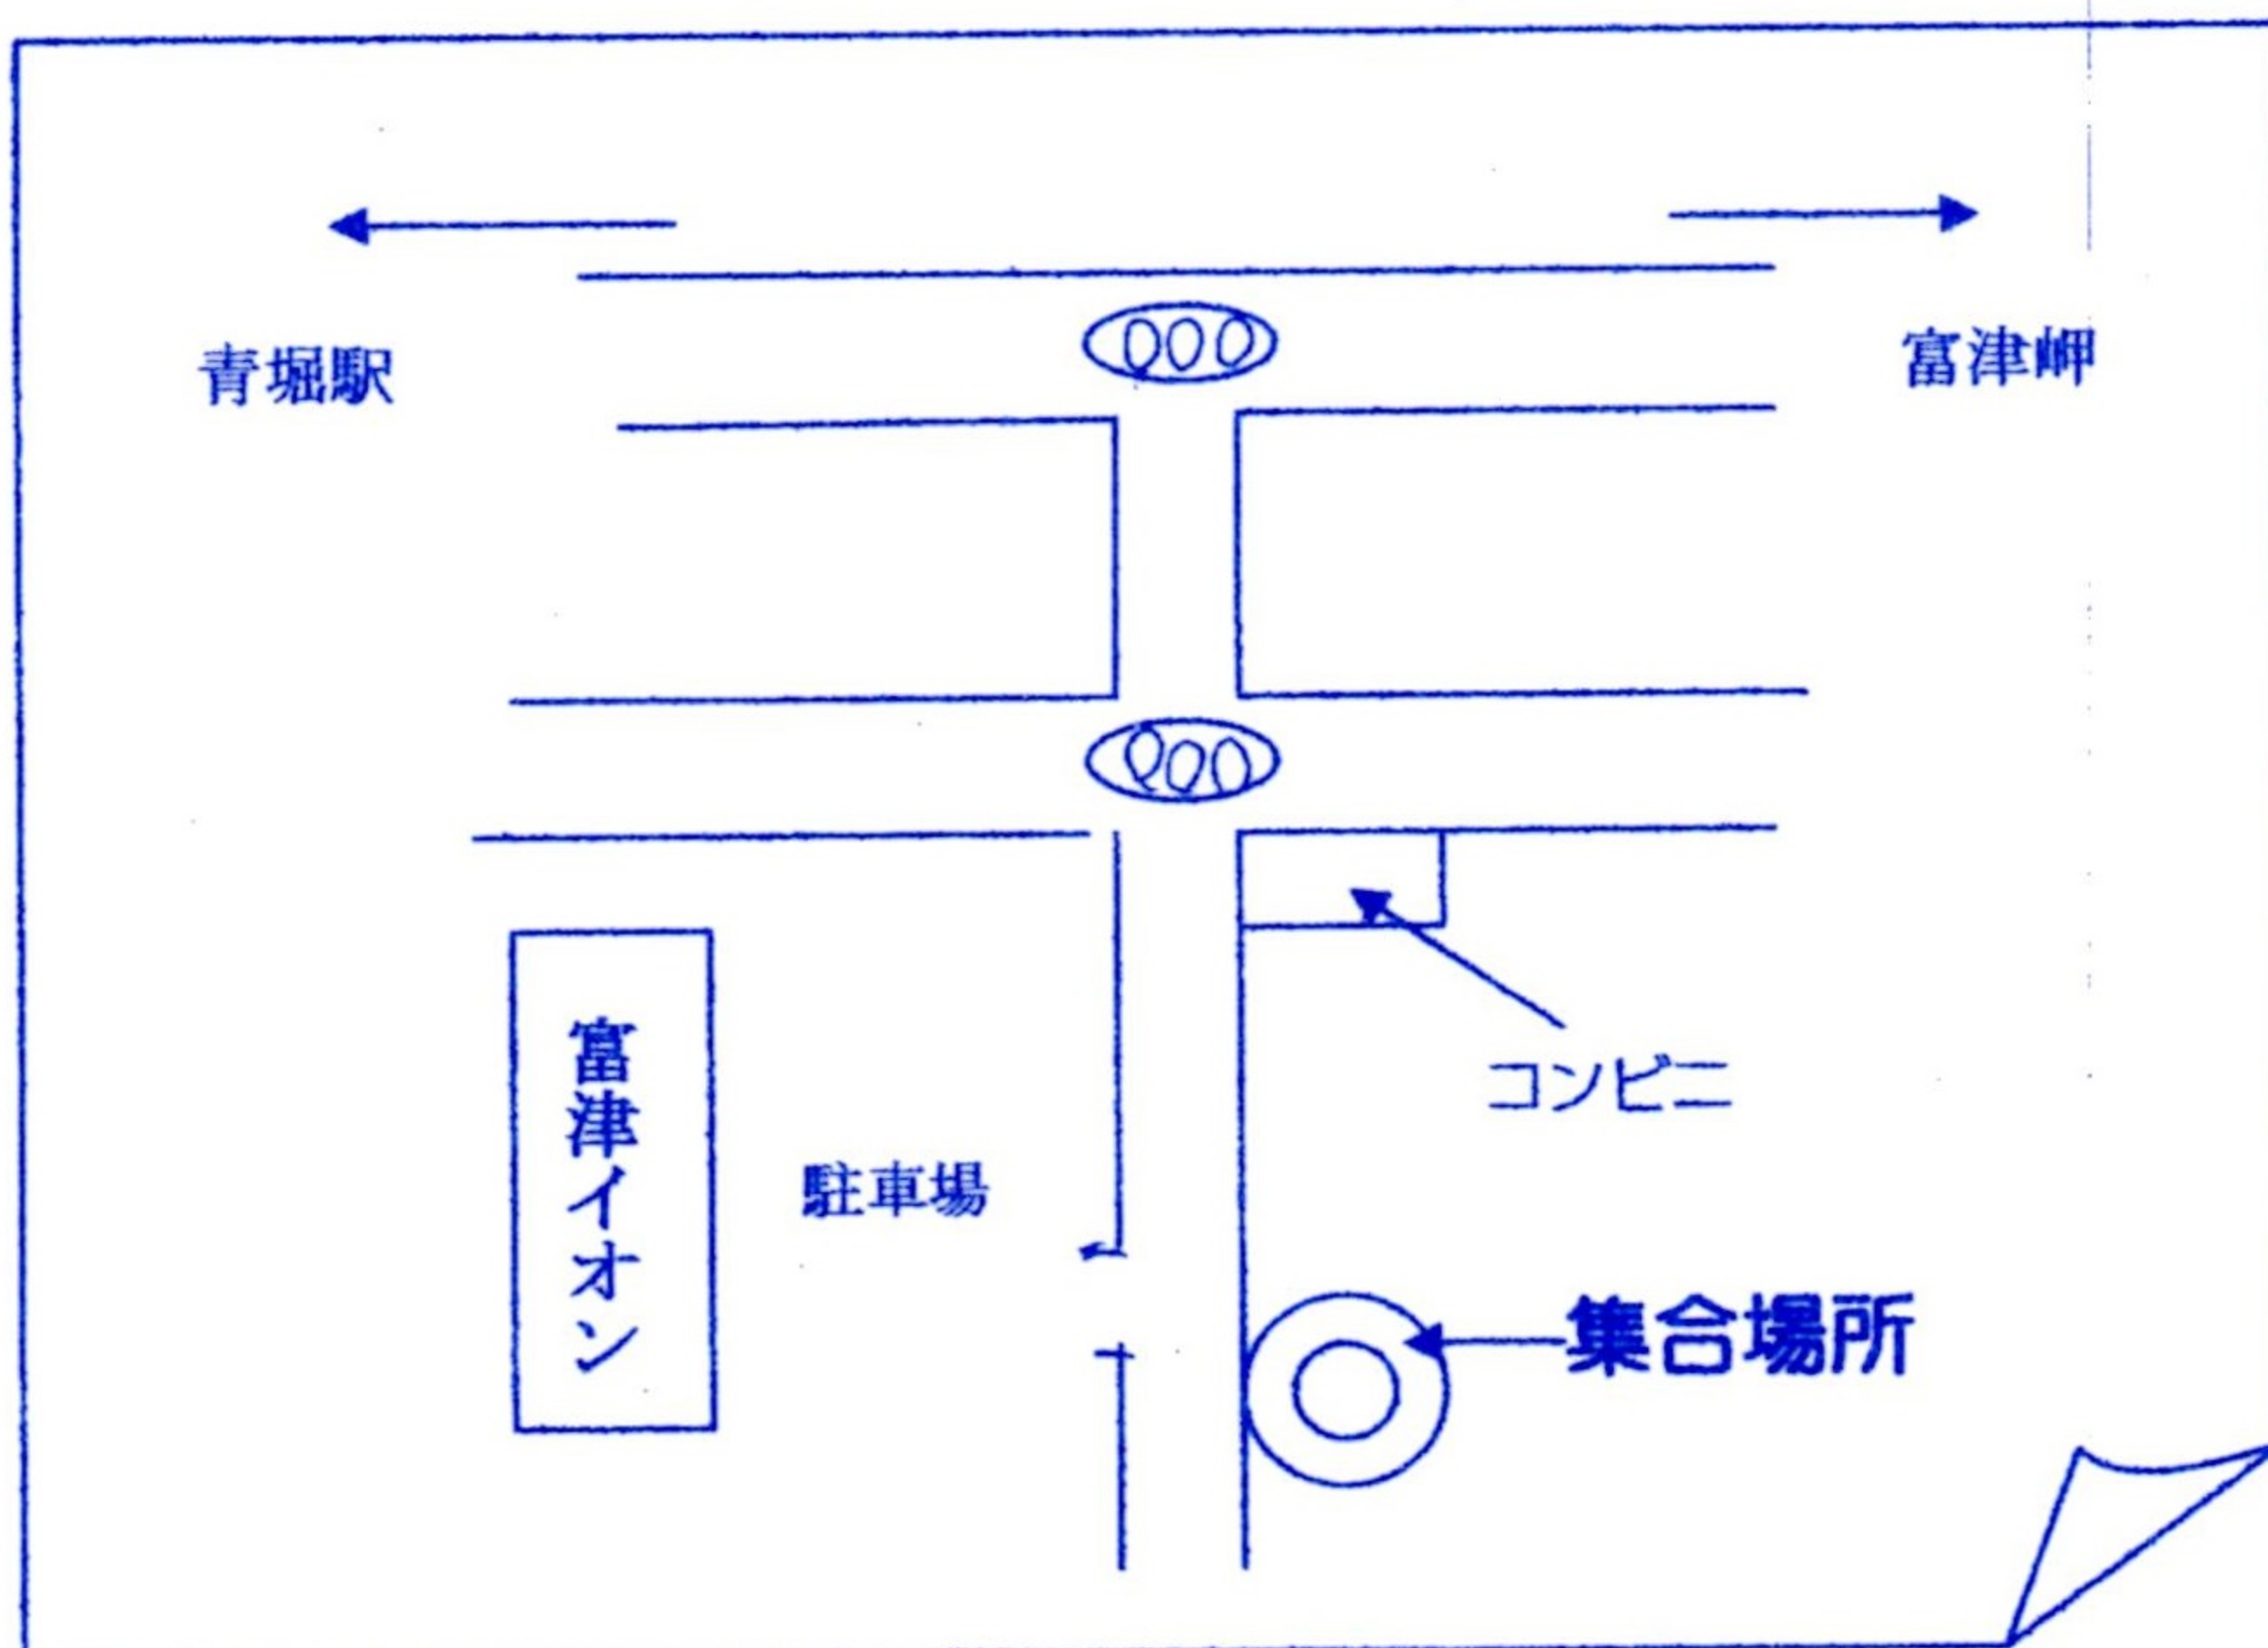 青堀駅
富津岬
富津イオン
駐車場
コンビニ
集合場所